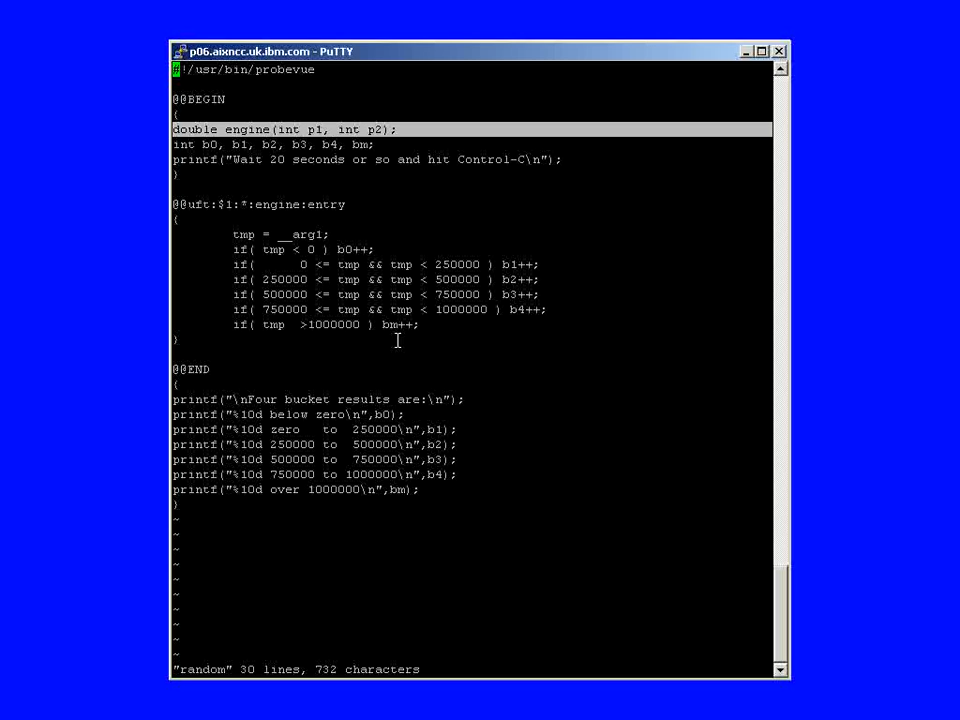 p06.aixncc.uk.ibm.com - PuTTY
#!/usr/bin/probevue
@@BEGIN
{
double engine(int p1, int p2);
int b0, b1, b2, b3, b4, bm;
printf("Wait 20 seconds or so and hit Control-C\n");
}
@@uft:$1:*:engine:entry
{
        tmp = __arg1;
        if( tmp < 0 ) b0++;
        if(      0 <= tmp && tmp < 250000 ) b1++;
        if( 250000 <= tmp && tmp < 500000 ) b2++;
        if( 500000 <= tmp && tmp < 750000 ) b3++;
        if( 750000 <= tmp && tmp < 1000000 ) b4++;
        if( tmp  >1000000 ) bm++;
}
@@END
{
printf("\nFour bucket results are:\n");
printf("%10d below zero\n",b0);
printf("%10d zero   to  250000\n",b1);
printf("%10d 250000 to  500000\n",b2);
printf("%10d 500000 to  750000\n",b3);
printf("%10d 750000 to 1000000\n",b4);
printf("%10d over 1000000\n",bm);
}
~
~
~
~
~
~
~
~
~
~
"random" 30 lines, 732 characters